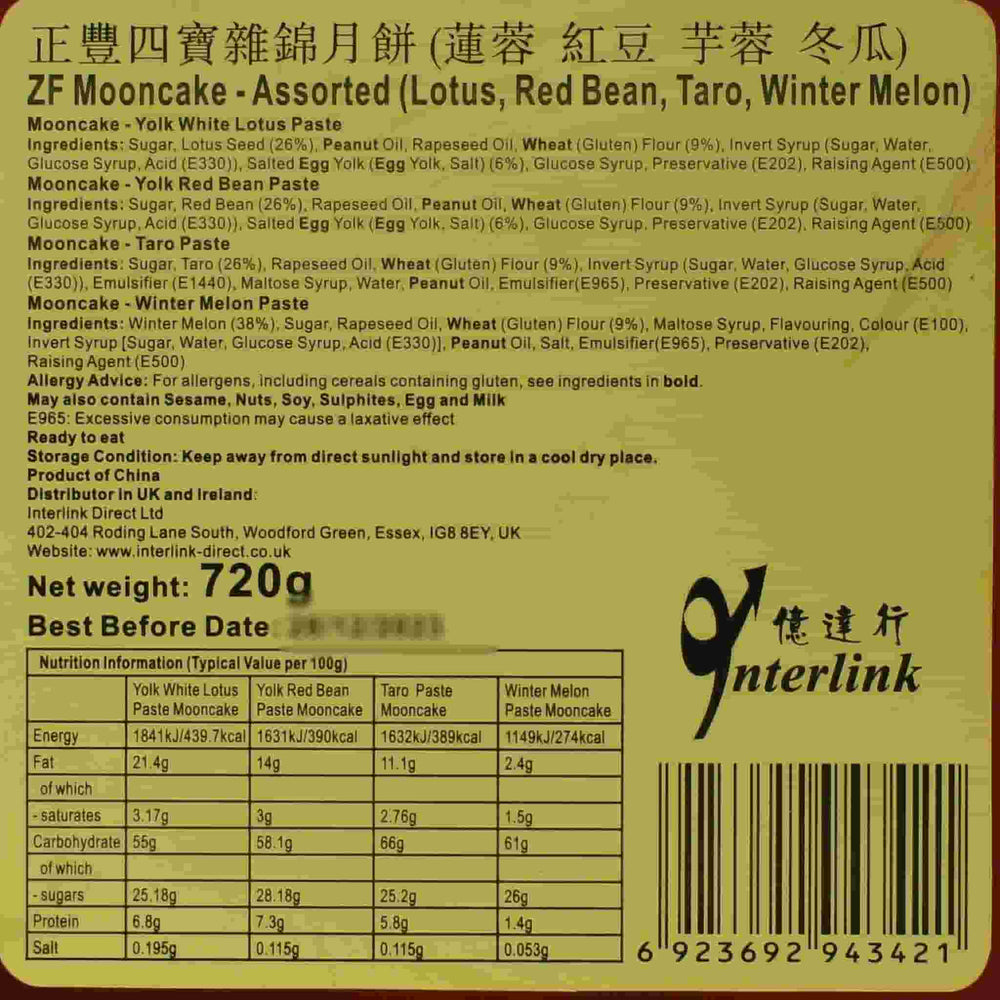 正豐四寶雜錦月餅 (蓮蓉 紅豆 芋蓉 冬瓜)
ZF Mooncake - Assorted (Lotus, Red Bean, Taro, Winter Melon)
Mooncake - Yolk White Lotus Paste
Ingredients: Sugar, Lotus Seed (26%), Peanut Oil, Rapeseed Oil, Wheat (Gluten) Flour (9%), Invert Syrup (Sugar, Water,
Glucose Syrup, Acid (E330)), Salted Egg Yolk (Egg Yolk, Salt) (6%), Glucose Syrup, Preservative (E202), Raising Agent (E500)
Mooncake - Yolk Red Bean Paste
Ingredients: Sugar, Red Bean (26%), Rapeseed Oil, Peanut Oil, Wheat (Gluten) Flour (9%), Invert Syrup (Sugar, Water,
Glucose Syrup, Acid (E330)), Salted Egg Yolk (Egg Yolk, Salt) (6%), Glucose Syrup, Preservative (E202), Raising Agent (E500)
Mooncake - Taro Paste
Ingredients: Sugar, Taro (26%), Rapeseed Oil, Wheat (Gluten) Flour (9%), Invert Syrup (Sugar, Water, Glucose Syrup, Acid
(E330)), Emulsifier (E1440), Maltose Syrup, Water, Peanut Oil, Emulsifier(E965), Preservative (E202), Raising Agent (E500)
Mooncake - Winter Melon Paste
Ingredients: Winter Melon (38%), Sugar, Rapeseed Oil, Wheat (Gluten) Flour (9%), Maltose Syrup, Flavouring, Colour (E100),
Invert Syrup [Sugar, Water, Glucose Syrup, Acid (E330)], Peanut Oil, Salt, Emulsifier(E965), Preservative (E202),
Raising Agent (E500)
Allergy Advice: For allergens, including cereals containing gluten, see ingredients in bold.
May also contain Sesame, Nuts, Soy, Sulphites, Egg and Milk
E965: Excessive consumption may cause a laxative effect
Ready to eat
Storage Condition: Keep away from direct sunlight and store in a cool dry place.
Product of China
Distributor in UK and Ireland:
Interlink Direct Ltd
402-404 Roding Lane South, Woodford Green, Essex, IG8 8EY, UK
Website: www.interlink-direct.co.uk
Net weight: 720g
Best Before Date
億達行
Interlink
Nutrition Information (Typical Value per 100g)
Yolk White Lotus Paste Mooncake Yolk Red Bean Paste Mooncake Taro Paste Mooncake Winter Melon Paste Mooncake
Energy 1841kJ/439.7kcal 1631kJ/390kcal 1632kJ/389kcal 1149kJ/274kcal
Fat 21.4g 14g 11.1g 2.4g
of which
- saturates 3.17g 3g 2.76g 1.5g
Carbohydrate 55g 58.1g 66g 61g
of which
- sugars 25.18g 28.18g 25.2g 26g
Protein 6.8g 7.3g 5.8g 1.4g
Salt 0.195g 0.115g 0.115g 0.053g
6 923692 943421